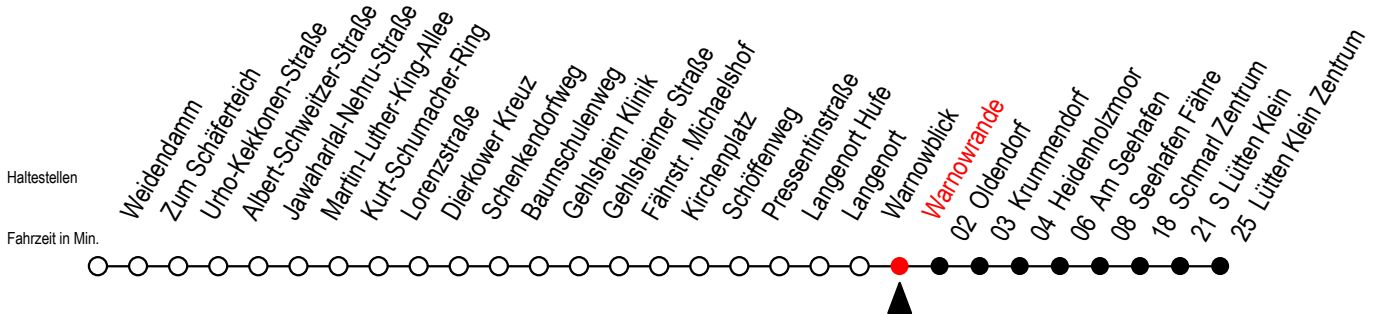 Haltestellen
Fahrzeit in Min.
Weidendamm
Zum Schäferteich
Urho-Kekkonen-Straße
Albert-Schweitzer-Straße
Jawaharlal-Nehru-Straße
Martin-Luther-King-Allee
Kurt-Schumacher-Ring
Lorenzstraße
Dierkower Kreuz
Schenkendorfweg
Baumschulenweg
Gehlsheim Klinik
Gehlsheimer Straße
Fährstr. Michaelshof
Kirchenplatz
Schöffenweg
Pressentinstraße
Langenort Hufe
Langenort
Warnowblick
Warnowrande
02 Oldendorf
03 Krummendorf
04 Heidenholzmoor
06 Am Seehafen
08 Seehafen Fähre
18 Schmarl Zentrum
21 S Lütten Klein
25 Lütten Klein Zentrum